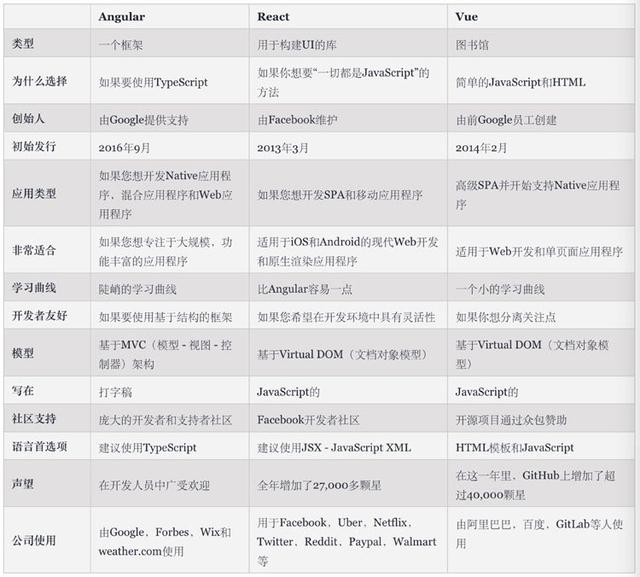 Angular React Vue
类型 一个框架 用于构建UI的库 图书馆
为什么选择 如果要使用TypeScript 如果你想要“一切都是JavaScript”的
方法 简单的JavaScript和HTML
创始人 由Google提供支持 由Facebook维护 由前Google员工创建
初始发行 2016年9月 2013年3月 2014年2月
应用类型 如果您想开发Native应用程
序，混合应用程序和Web应
用程序 如果您想开发SPA和移动应用程序 高级SPA并开始支持Native应用程
序
非常适合 如果您想专注于大规模，功
能丰富的应用程序 适用于iOS和Android的现代Web开发
和原生渲染应用程序 适用于Web开发和单页面应用程序
学习曲线 陡峭的学习曲线 比Angular容易一点 一个小的学习曲线
开发者友好 如果要使用基于结构的框架 如果您希望在开发环境中具有灵活性 如果你想分离关注点
模型 基于MVC（模型 - 视图 - 控
制器）架构 基于Virtual DOM（文档对象模型） 基于Virtual DOM（文档对象模
型）
写在 打字稿 JavaScript的 JavaScript的
社区支持 庞大的开发者和支持者社区 Facebook开发者社区 开源项目通过众包赞助
语言首选项 建议使用TypeScript 建议使用JSX - JavaScript XML HTML模板和JavaScript
声望 在开发人员中广受欢迎 全年增加了27,000多颗星 在这一年里，GitHub上增加了
超过40,000颗星
公司使用 由Google，Forbes，Wix和
weather.com使用 用于Facebook，Uber，Netflix，
Twitter，Reddit，Paypal，Walmart
等 由阿里巴巴，百度，GitLab等人使
用